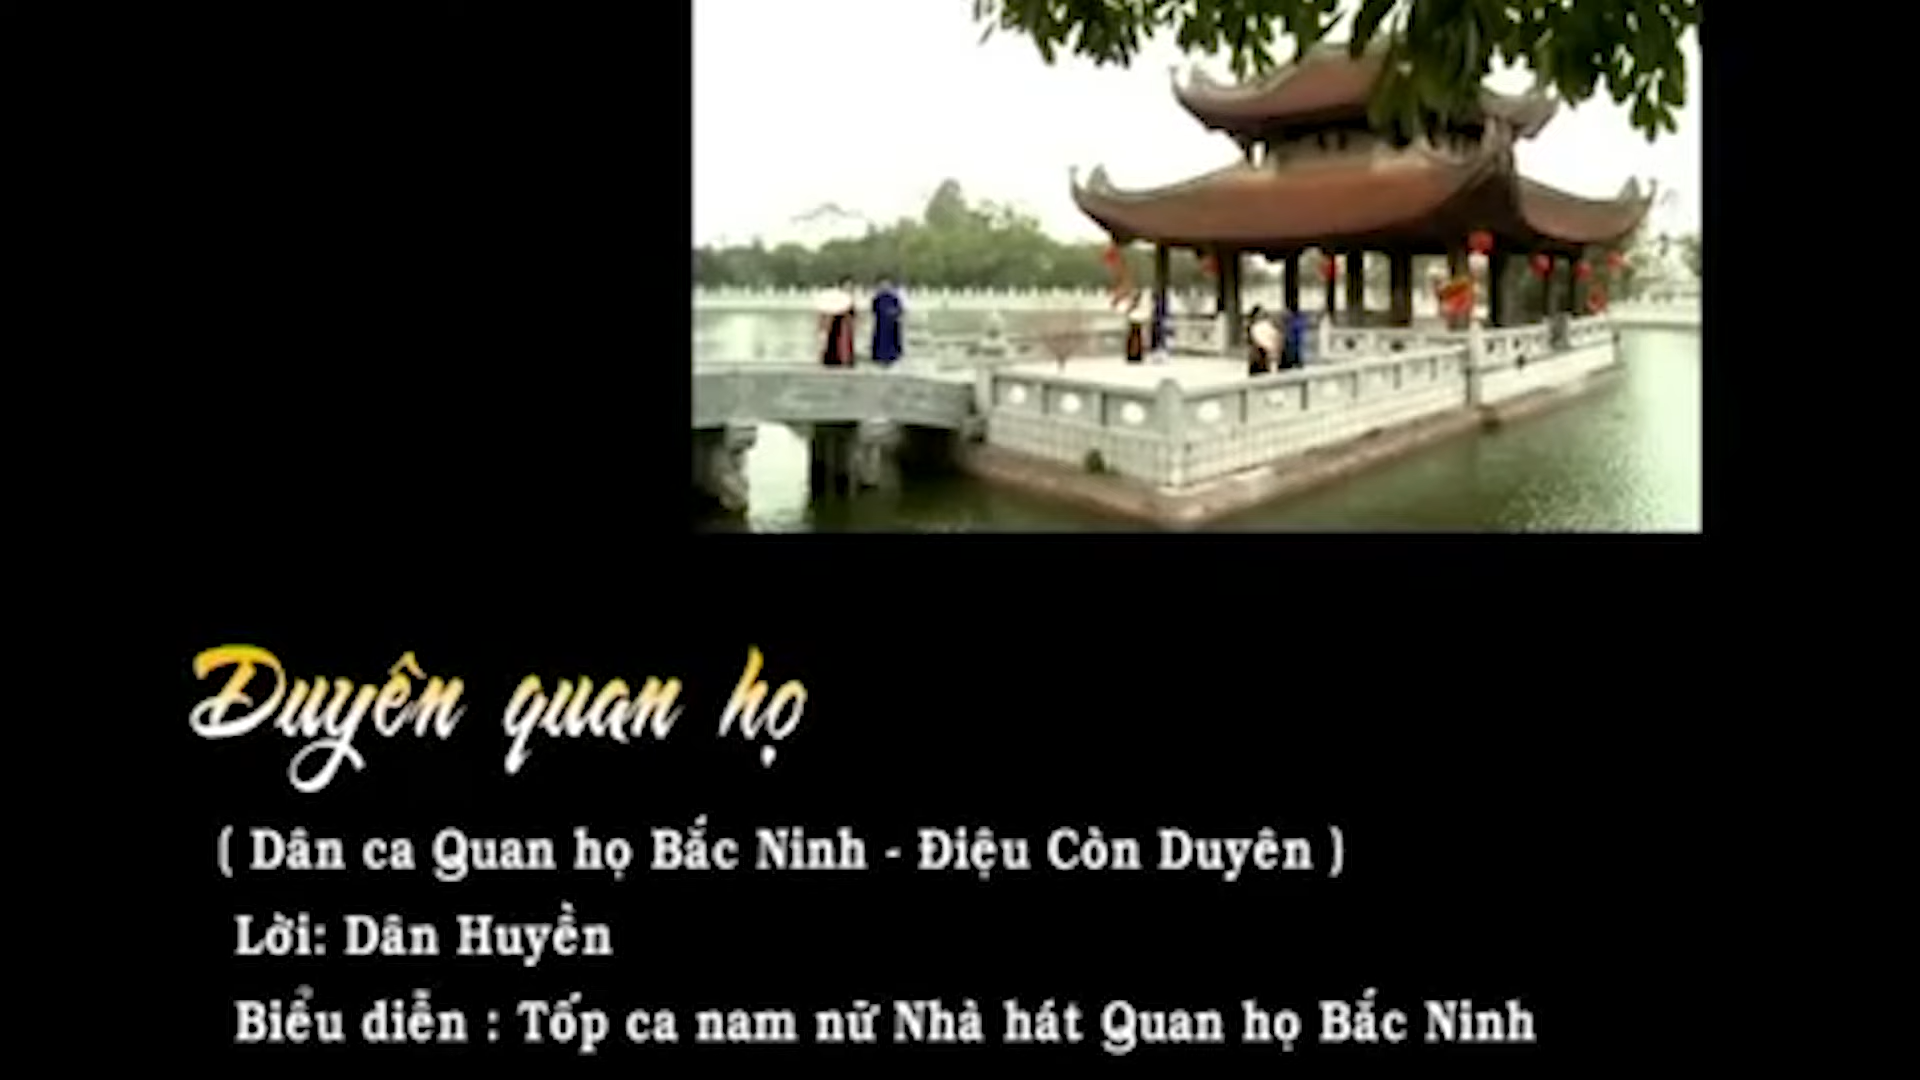 Duyên quan họ
( Dân ca Quan họ Bắc Ninh - Điệu Còn Duyên )
Lời: Dân Huyền
Biểu diễn : Tốp ca nam nữ Nhà hát Quan họ Bắc Ninh